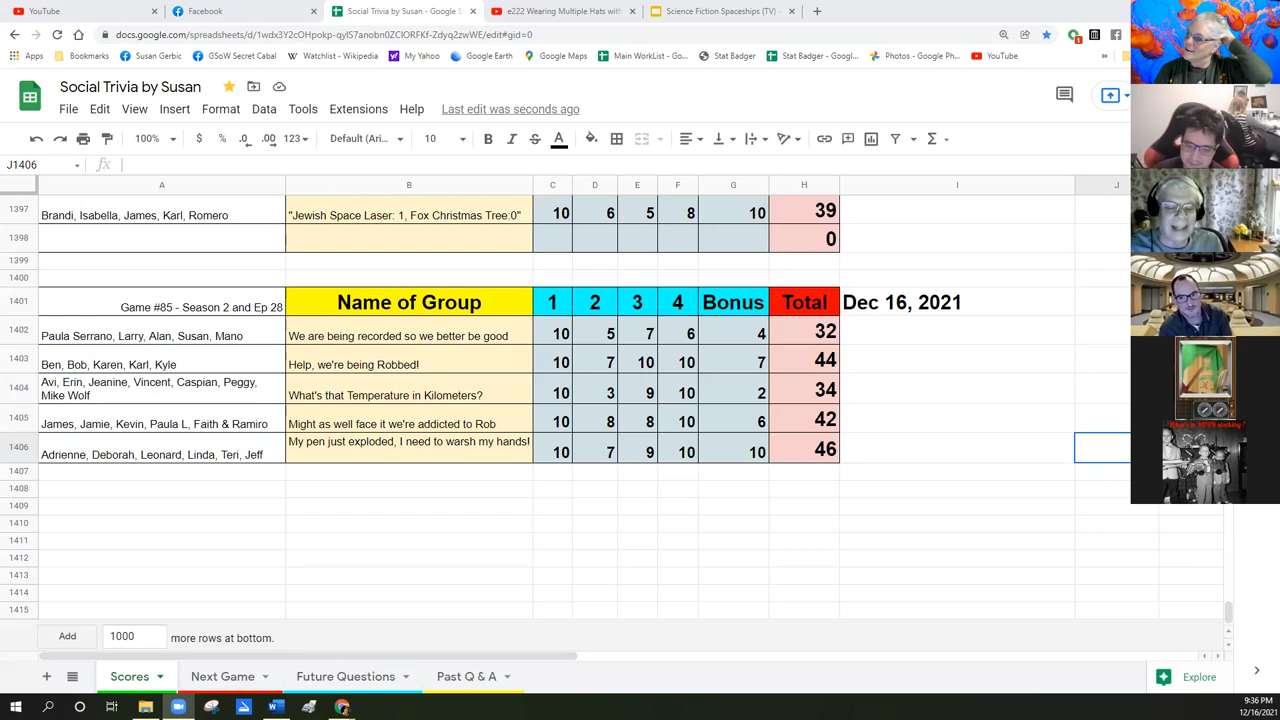 YouTube
Facebook
Social Trivia by Susan - Google S
e222 Wearing Multiple Hats with
Science Fiction Spaceships (TV) -
Apps
Bookmarks
Susan Gerbic
GSoW Secret Cabal
Watchlist - Wikipedia
My Yahoo
Google Earth
Google Maps
Main WorkList - Go...
Stat Badger
Stat Badger - Googl...
Photos - Google Ph...
YouTube
Social Trivia by Susan
File Edit View Insert Format Data Tools Extensions Help Last edit was seconds ago
100% $ % .0 .00 123 Default (Ari... 10 B I S A
J1406 fx
A B C D E F G H I J
1397 Brandi, Isabella, James, Karl, Romero "Jewish Space Laser: 1, Fox Christmas Tree:0" 10 6 5 8 10 39
1398 0
1399
1400
1401 Game #85 - Season 2 and Ep 28 Name of Group 1 2 3 4 Bonus Total Dec 16, 2021
1402 Paula Serrano, Larry, Alan, Susan, Mano We are being recorded so we better be good 10 5 7 6 4 32
1403 Ben, Bob, Karen, Karl, Kyle Help, we're being Robbed! 10 7 10 10 7 44
1404 Avi, Erin, Jeanine, Vincent, Caspian, Peggy,
Mike Wolf What's that Temperature in Kilometers? 10 3 9 10 2 34
1405 James, Jamie, Kevin, Paula L, Faith & Ramiro Might as well face it we're addicted to Rob 10 8 8 10 6 42
1406 Adrienne, Deborah, Leonard, Linda, Teri, Jeff My pen just exploded, I need to warsh my hands! 10 7 9 10 10 46
1407
1408
1409
1410
1411
1412
1413
1414
1415
Add 1000 more rows at bottom.
Scores Next Game Future Questions Past Q & A Explore
9:36 PM
12/16/2021